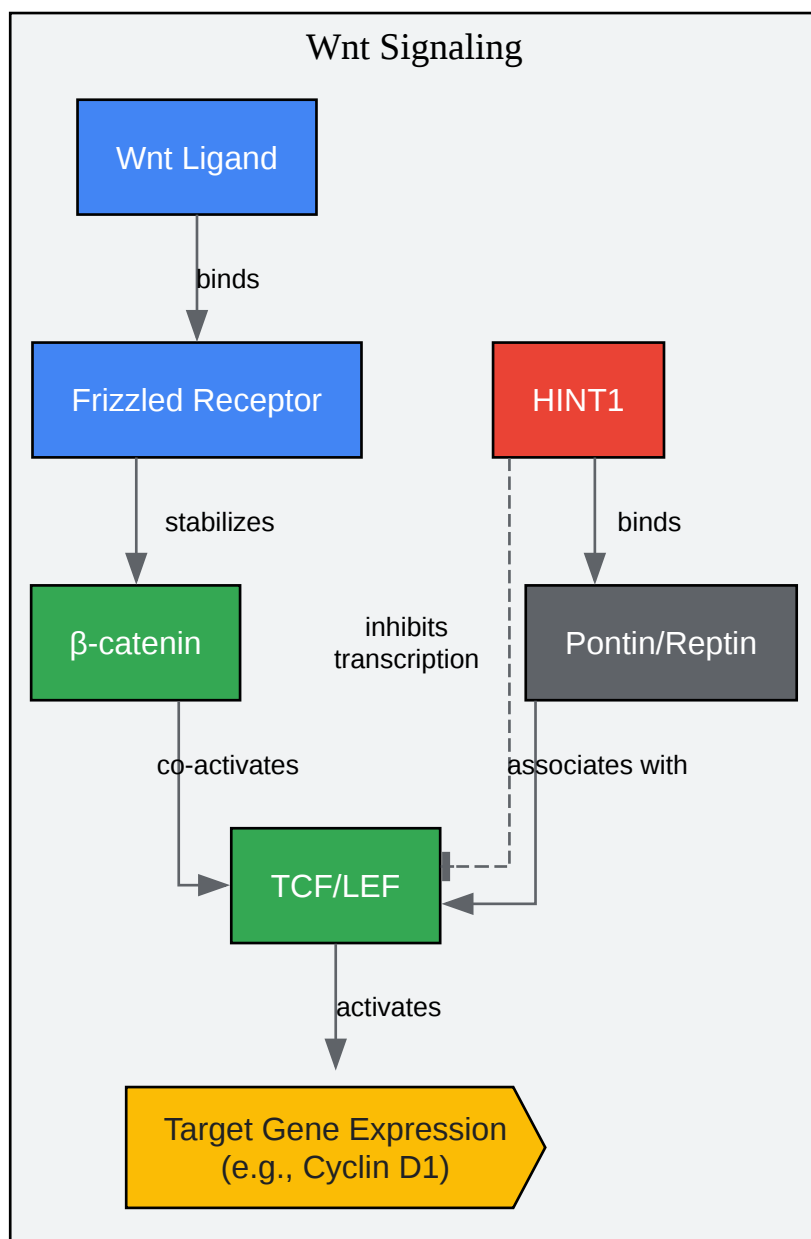 Wnt Signaling
Wnt Ligand
binds
Frizzled Receptor
HINT1
stabilizes
binds
β-catenin
inhibits
transcription
Pontin/Reptin
co-activates
associates with
TCF/LEF
activates
Target Gene Expression
(e.g., Cyclin D1)